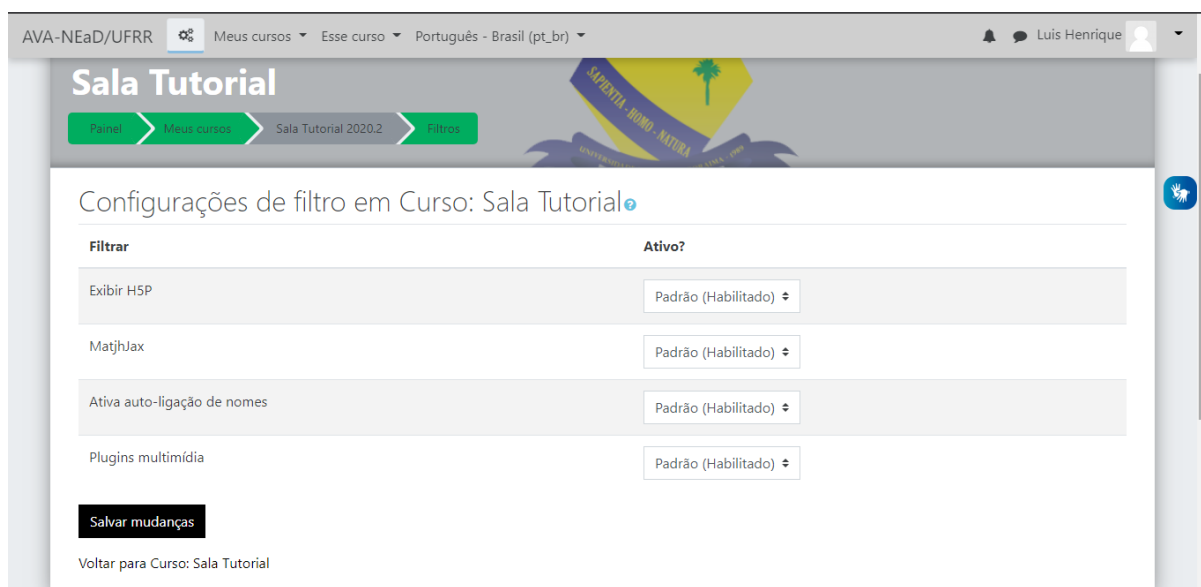 AVA-NEaD/UFRR Meus cursos Esse curso Português - Brasil (pt_br) Luis Henrique
Sala Tutorial
Painel Meus cursos Sala Tutorial 2020.2 Filtros
SAPIENTIA - HOMO - NATURA
Configurações de filtro em Curso: Sala Tutorial
Filtrar Ativo?
Exibir H5P Padrão (Habilitado)
MatjhJax Padrão (Habilitado)
Ativa auto-ligação de nomes Padrão (Habilitado)
Plugins multimídia Padrão (Habilitado)
Salvar mudanças
Voltar para Curso: Sala Tutorial